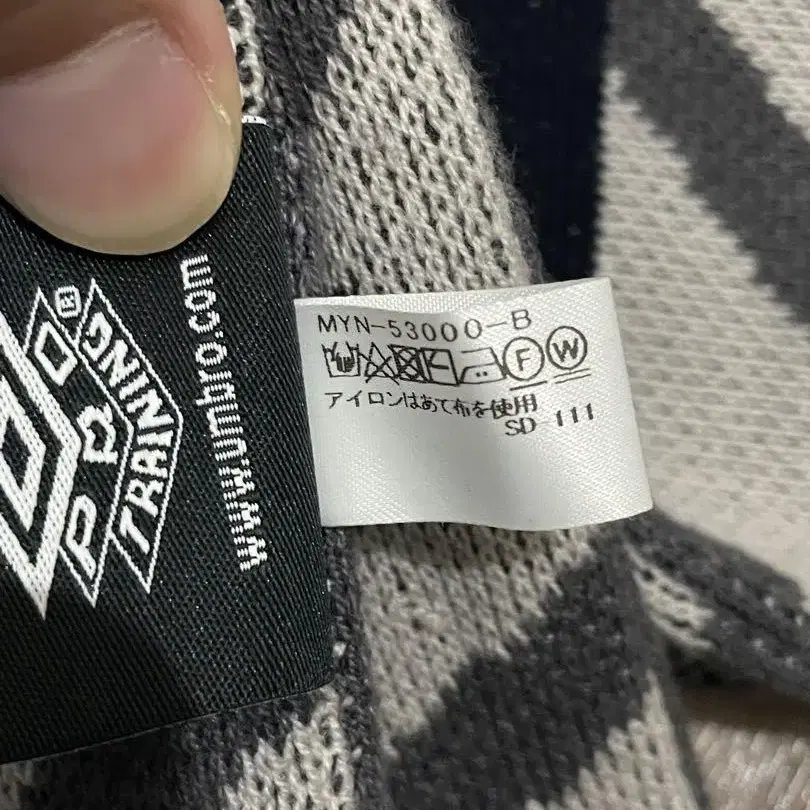 MYN-53000-B
F W
アイロンはあて布を使用
SD 111
PRO
TRAINING
www.umbro.com